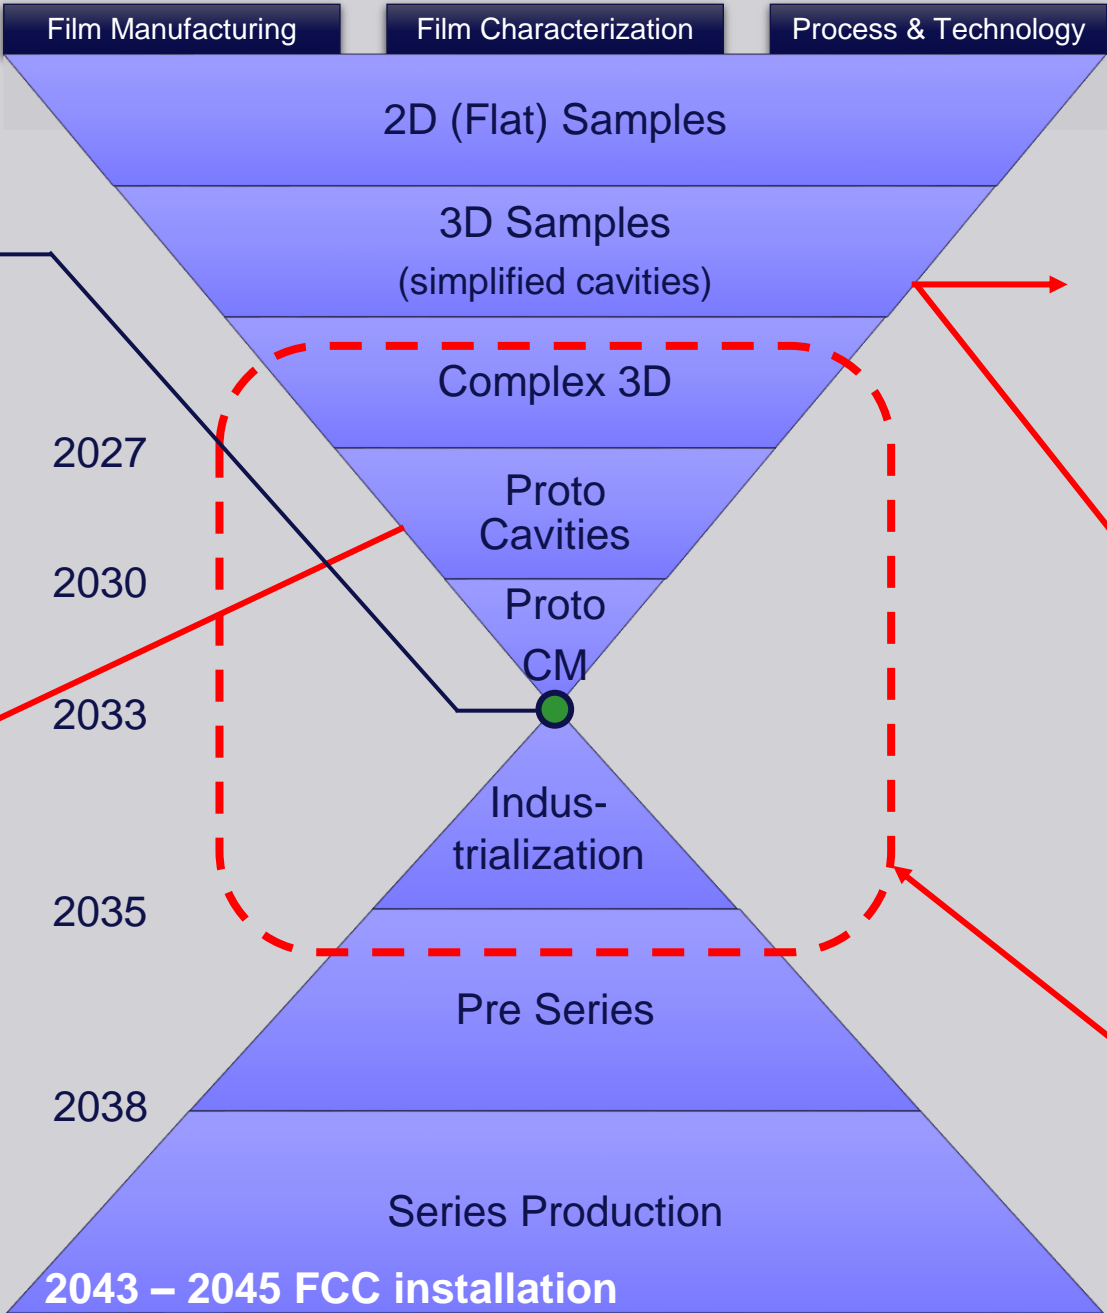 Film Manufacturing
Film Characterization
Process & Technology
2D (Flat) Samples
3D Samples
(simplified cavities)
Complex 3D
2027
Proto
Cavities
2030
Proto
CM
2033
Indus-
trialization
2035
Pre Series
2038
Series Production
2043 – 2045 FCC installation